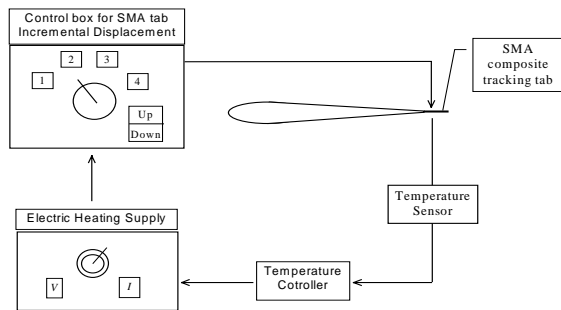 Control box for SMA tab
Incremental Displacement
1
2
3
4
Up
Down
SMA
composite
tracking tab
Temperature
Sensor
Electric Heating Supply
V
I
Temperature
Cotroller